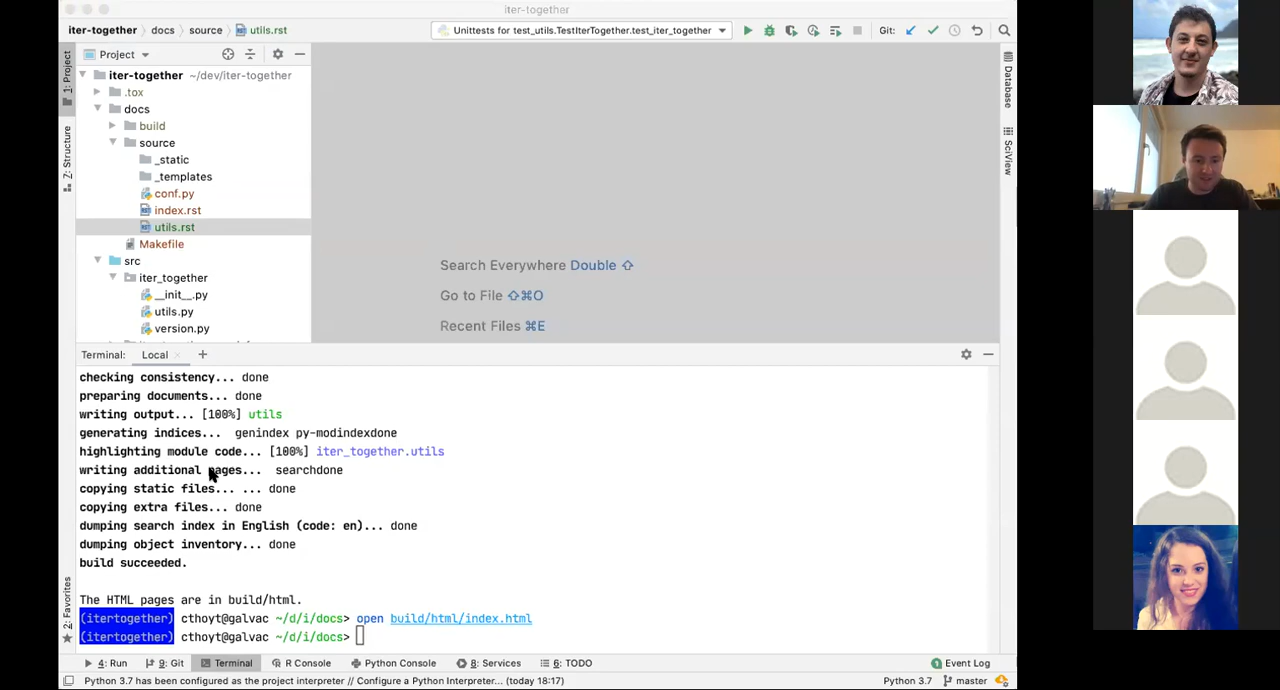 iter-together
iter-together docs source utils.rst
Unittests for test_utils.TestIterTogether.test_iter_together
Git:
1: Project
Z: Structure
2: Favorites
Project
iter-together ~/dev/iter-together
.tox
docs
build
source
_static
_templates
conf.py
index.rst
utils.rst
Makefile
src
iter_together
__init__.py
utils.py
version.py
Search Everywhere Double ⇧
Go to File ⇧⌘O
Recent Files ⌘E
Database
SciView
Terminal: Local
checking consistency... done
preparing documents... done
writing output... [100%] utils
generating indices... genindex py-modindexdone
highlighting module code... [100%] iter_together.utils
writing additional pages... searchdone
copying static files... ... done
copying extra files... done
dumping search index in English (code: en)... done
dumping object inventory... done
build succeeded.
The HTML pages are in build/html.
(itertogether) cthoyt@galvac ~/d/i/docs> open build/html/index.html
(itertogether) cthoyt@galvac ~/d/i/docs>
4: Run 9: Git Terminal R Console Python Console 8: Services 6: TODO Event Log
Python 3.7 has been configured as the project interpreter // Configure a Python Interpreter... (today 18:17) Python 3.7 master